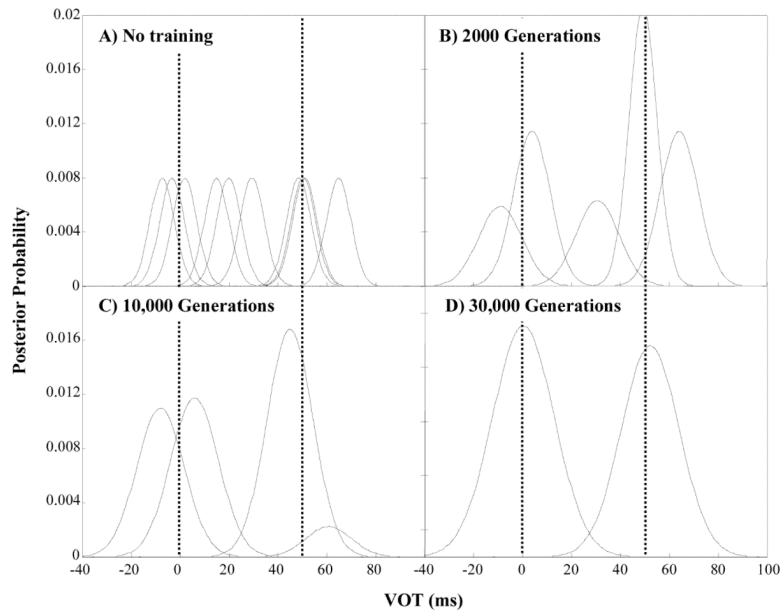 0.02
A) No training
B) 2000 Generations
0.016
0.012
0.008
0.004
0
Posterior Probability
C) 10,000 Generations
D) 30,000 Generations
0.016
0.012
0.008
0.004
0
-40 -20 0 20 40 60 80 -40 -20 0 20 40 60 80 100
VOT (ms)